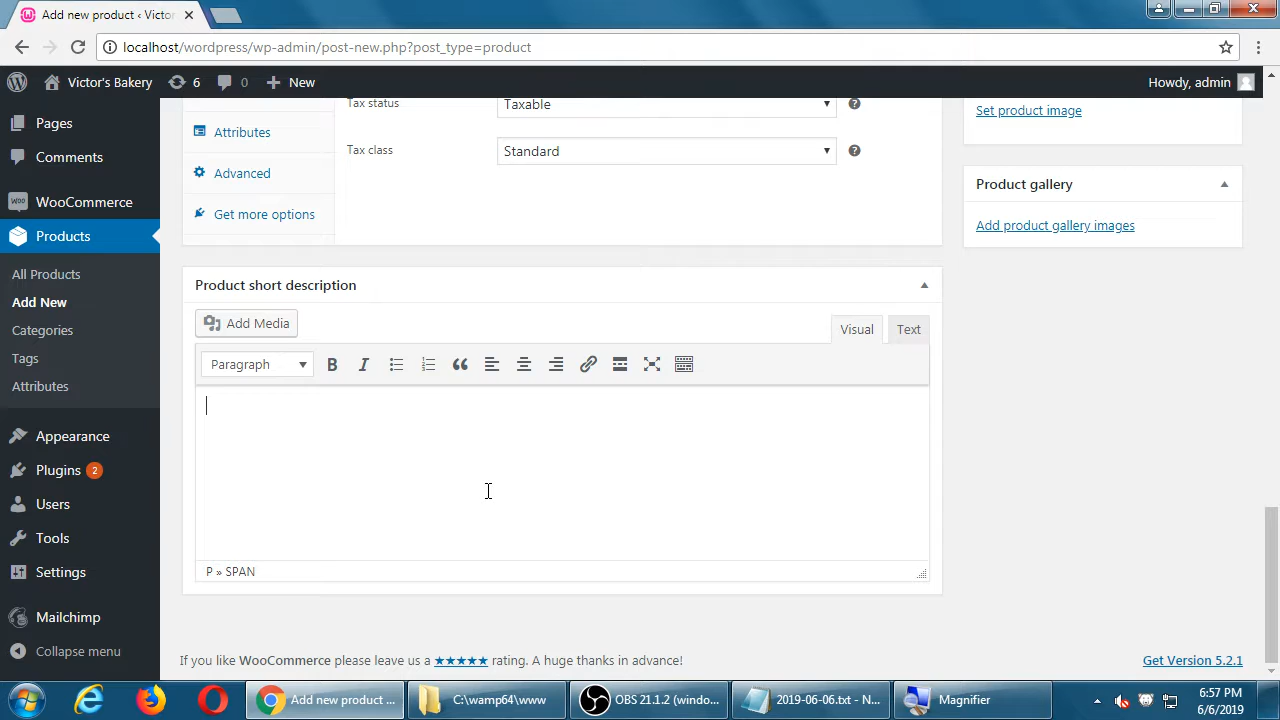 Add new product ‹ Victor
localhost/wordpress/wp-admin/post-new.php?post_type=product
Victor's Bakery
6
0
New
Howdy, admin
Pages
Comments
WooCommerce
Products
All Products
Add New
Categories
Tags
Attributes
Appearance
Plugins 2
Users
Tools
Settings
Mailchimp
Collapse menu
Tax status
Taxable
Attributes
Tax class
Standard
Advanced
Get more options
Set product image
Product gallery
Add product gallery images
Product short description
Add Media
Visual
Text
Paragraph
B
I
P » SPAN
If you like WooCommerce please leave us a ★★★★★ rating. A huge thanks in advance!
Get Version 5.2.1
Add new product ...
C:\wamp64\www
OBS 21.1.2 (windo...
2019-06-06.txt - N...
Magnifier
6:57 PM
6/6/2019